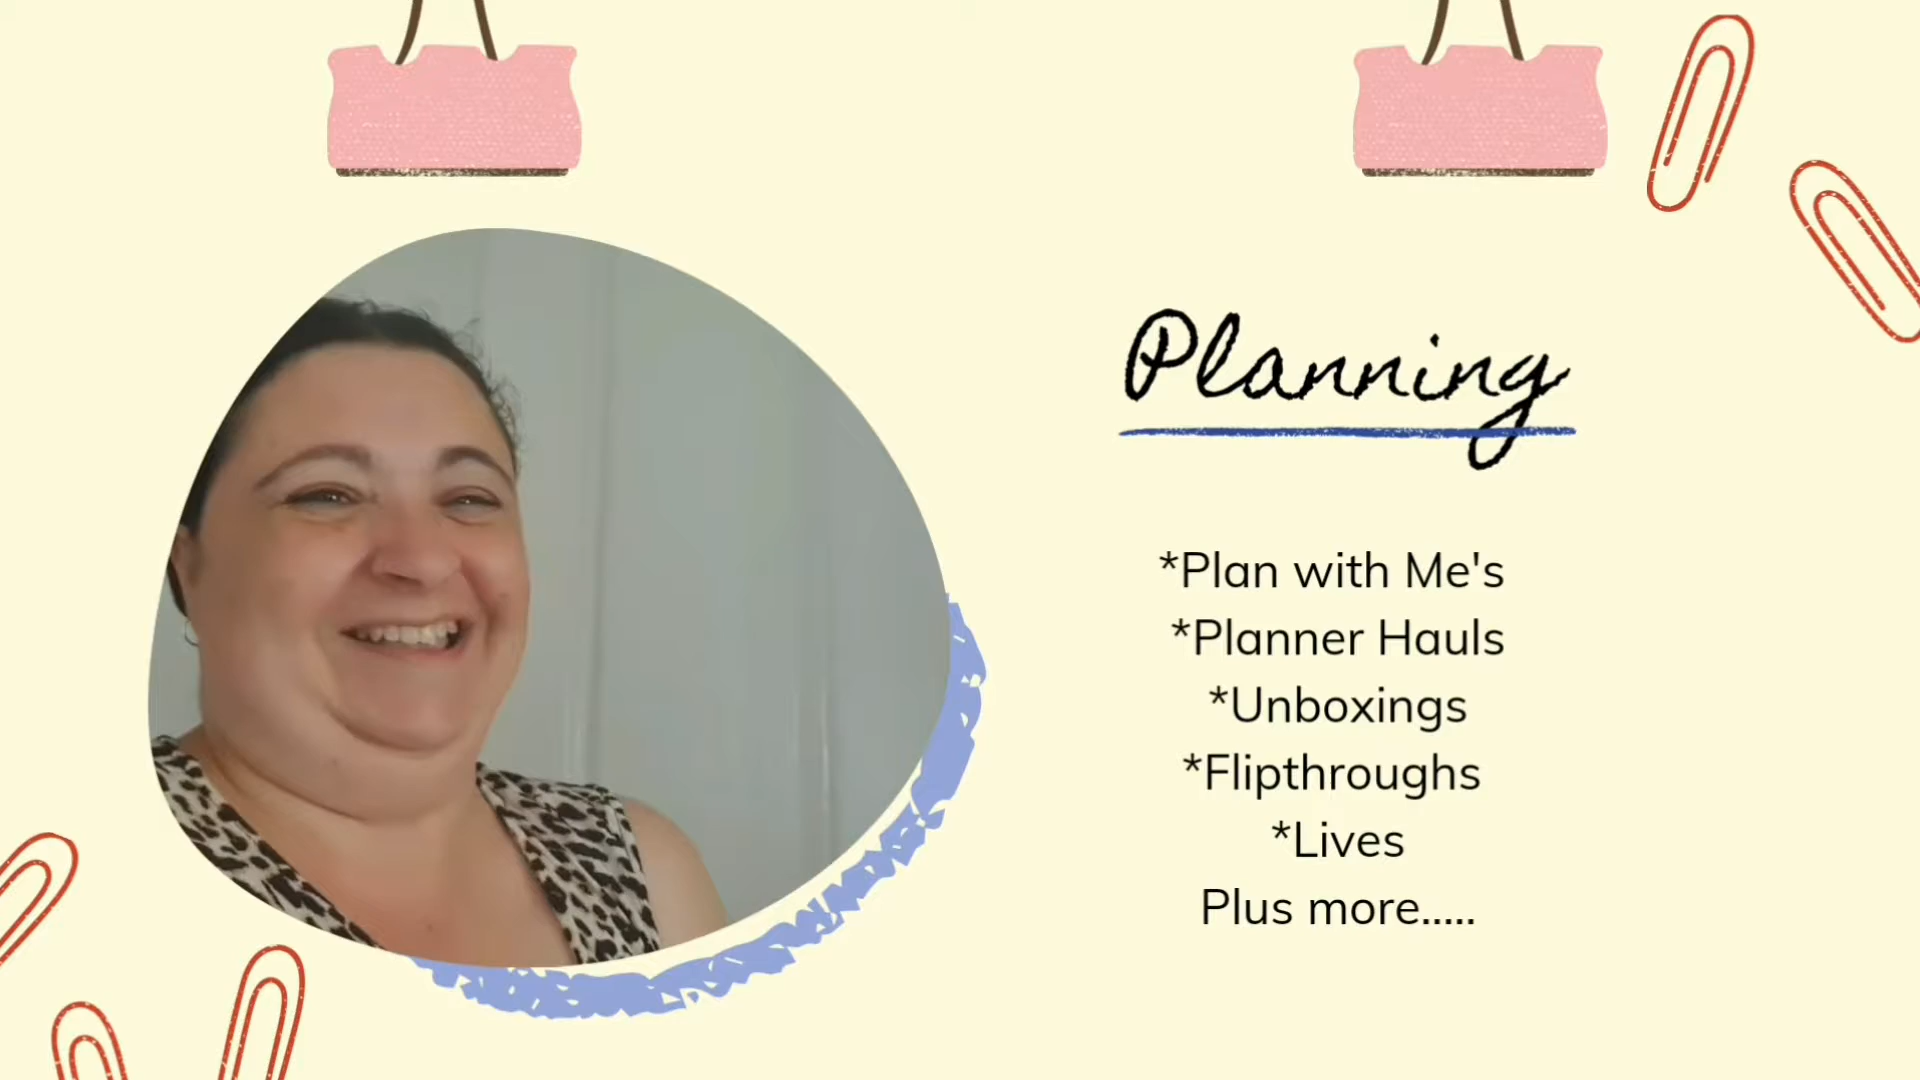 Planning
*Plan with Me's
*Planner Hauls
*Unboxings
*Flipthroughs
*Lives
Plus more.....